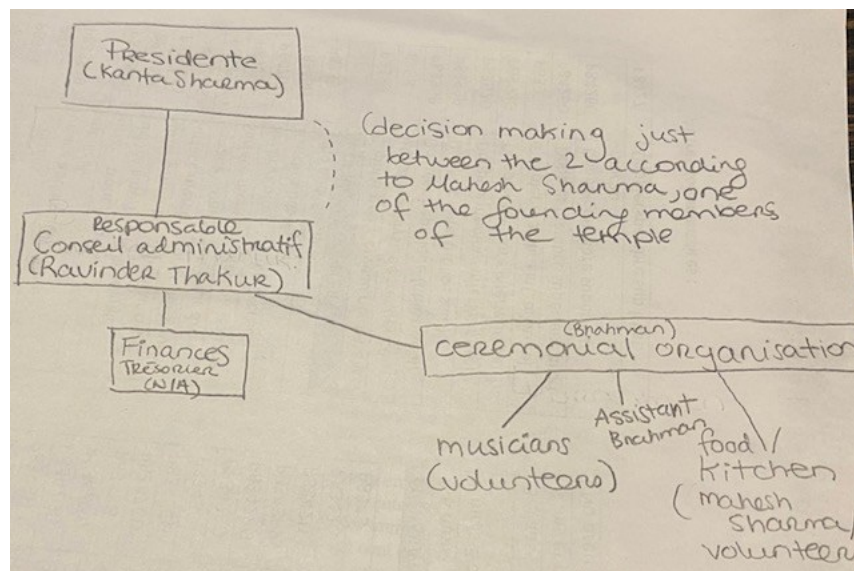 Presidente
(Kanta Sharma)
(decision making just
between the 2 according
to Mahesh Sharma, one
of the founding members
of the temple
Responsable
Conseil administratif
(Ravinder Thakur)
Finances
Trésorier
(N/A)
(Brahman)
ceremonial organisation
musicians
(volunteers)
Assistant
Brahman
food /
kitchen
(mahesh
Sharma/
volunteer